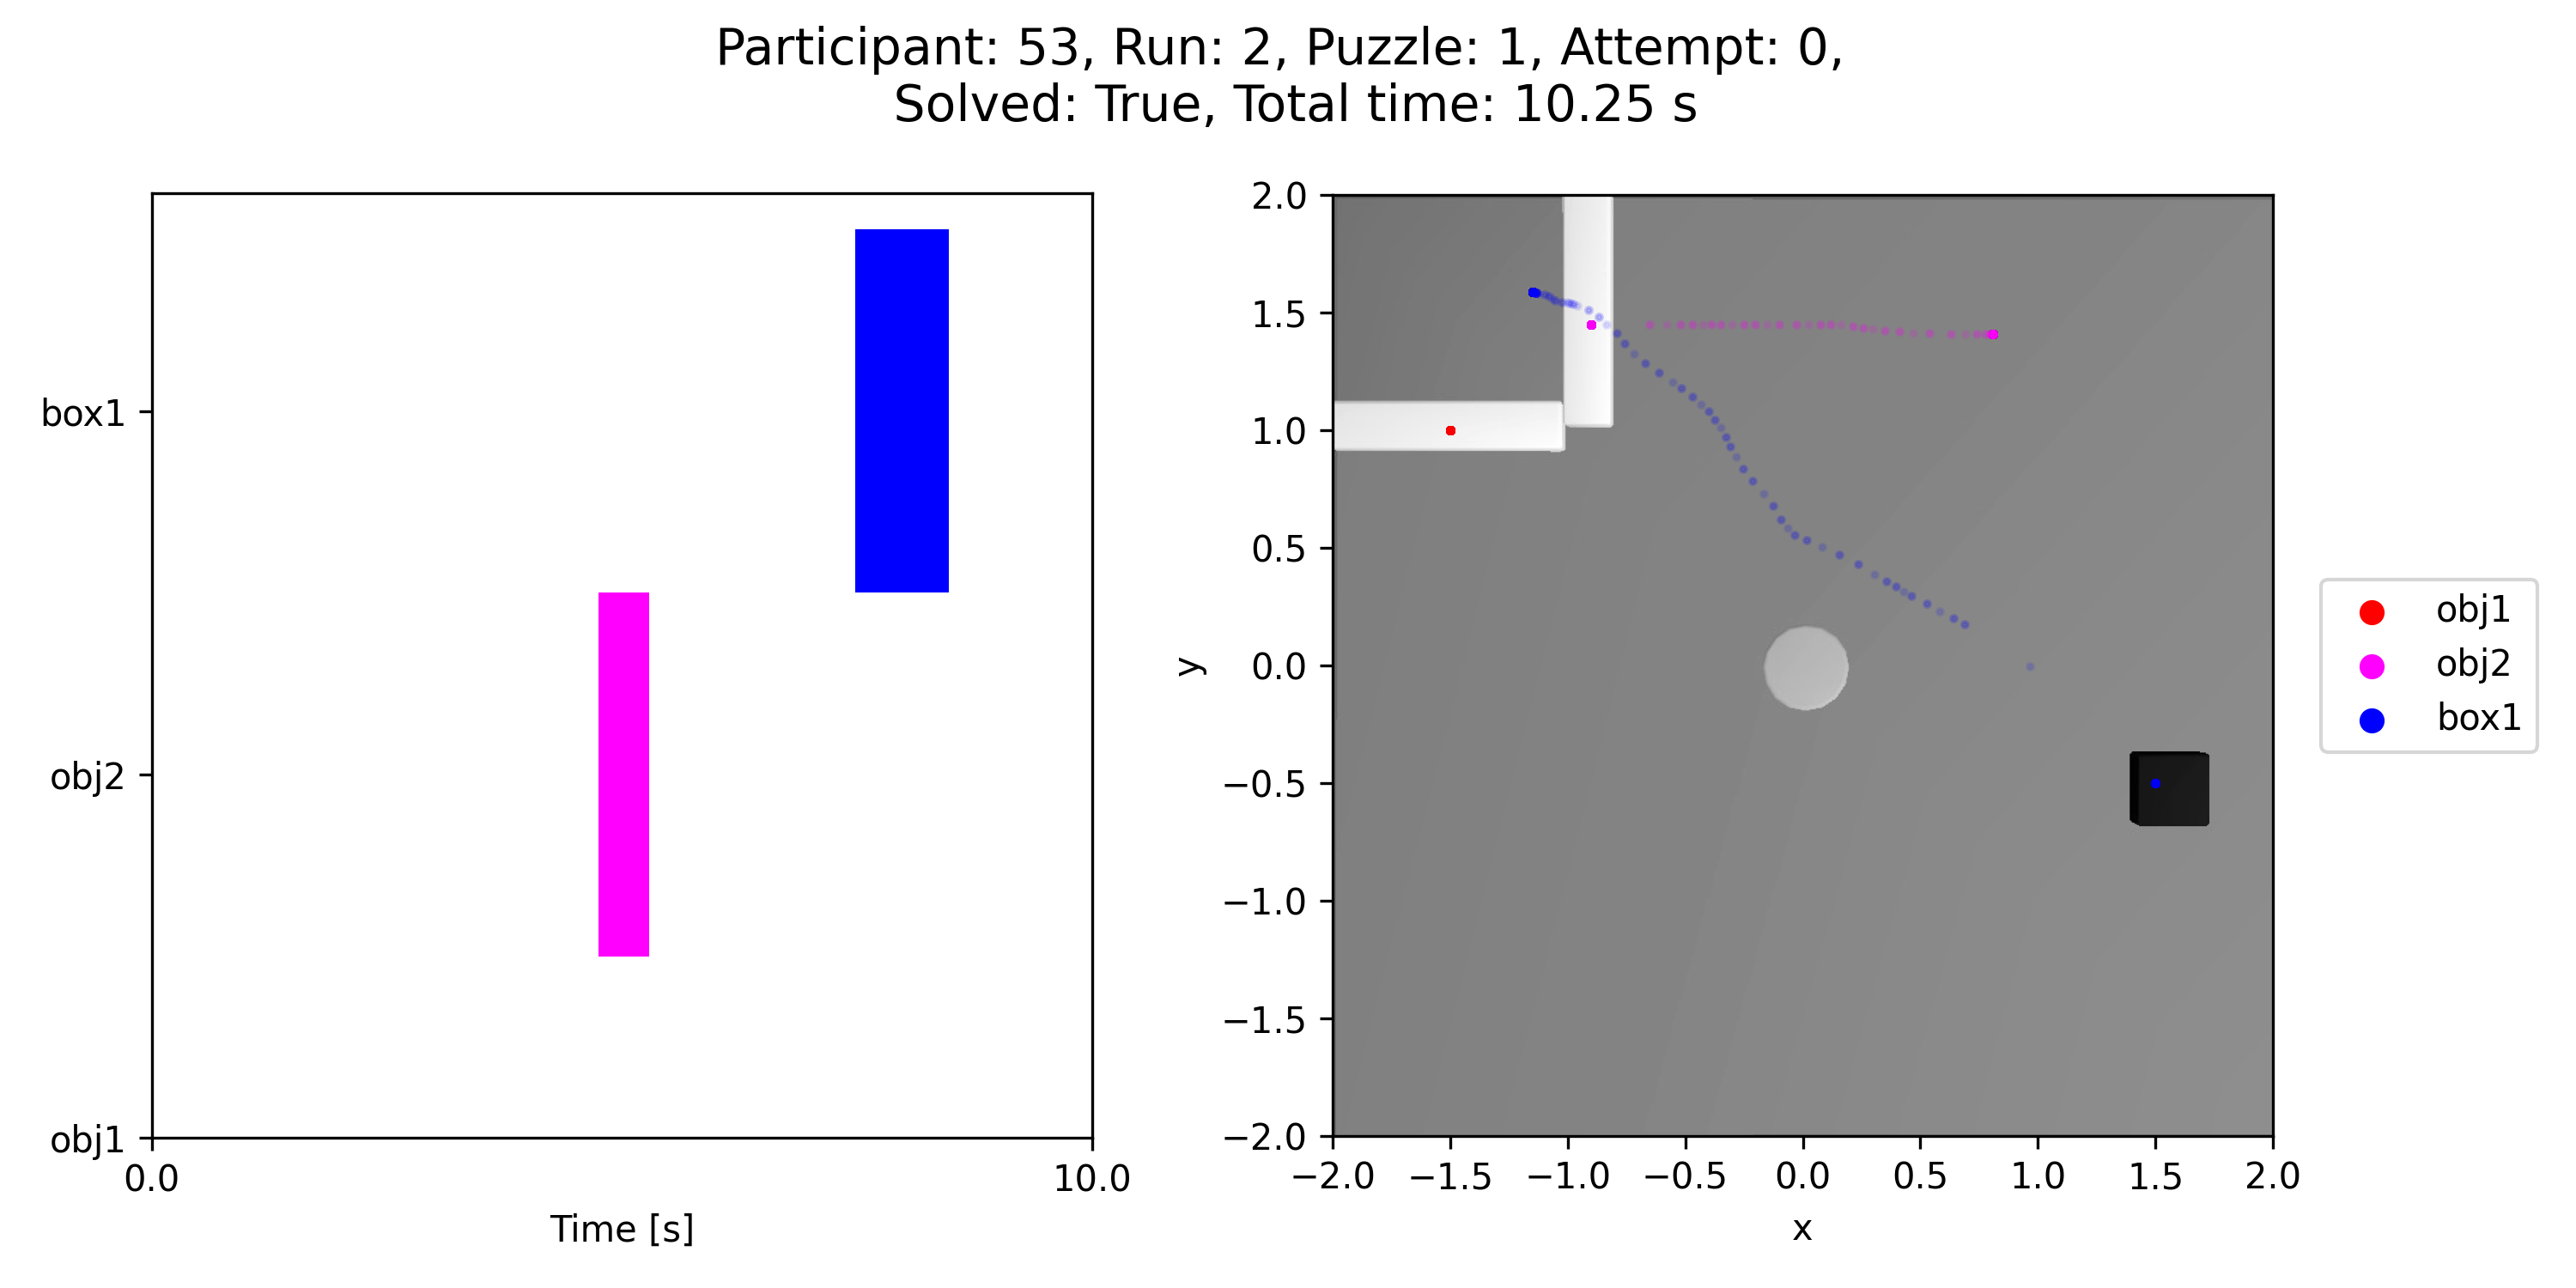 Participant: 53, Run: 2, Puzzle: 1, Attempt: 0,
Solved: True, Total time: 10.25 s
box1
obj2
obj1
0.0
10.0
Time [s]
2.0
1.5
1.0
0.5
0.0
−0.5
−1.0
−1.5
−2.0
y
−2.0
−1.5
−1.0
−0.5
0.0
0.5
1.0
1.5
2.0
x
obj1
obj2
box1